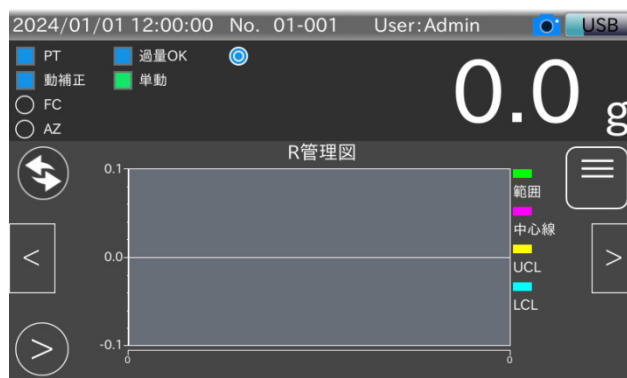 2024/01/01 12:00:00 No. 01-001 User:Admin USB
PT 過量OK
動補正 単動
FC
AZ
0.0 g
R管理図
0.1
0.0
-0.1
0 0
範囲
中心線
UCL
LCL
<
>
>